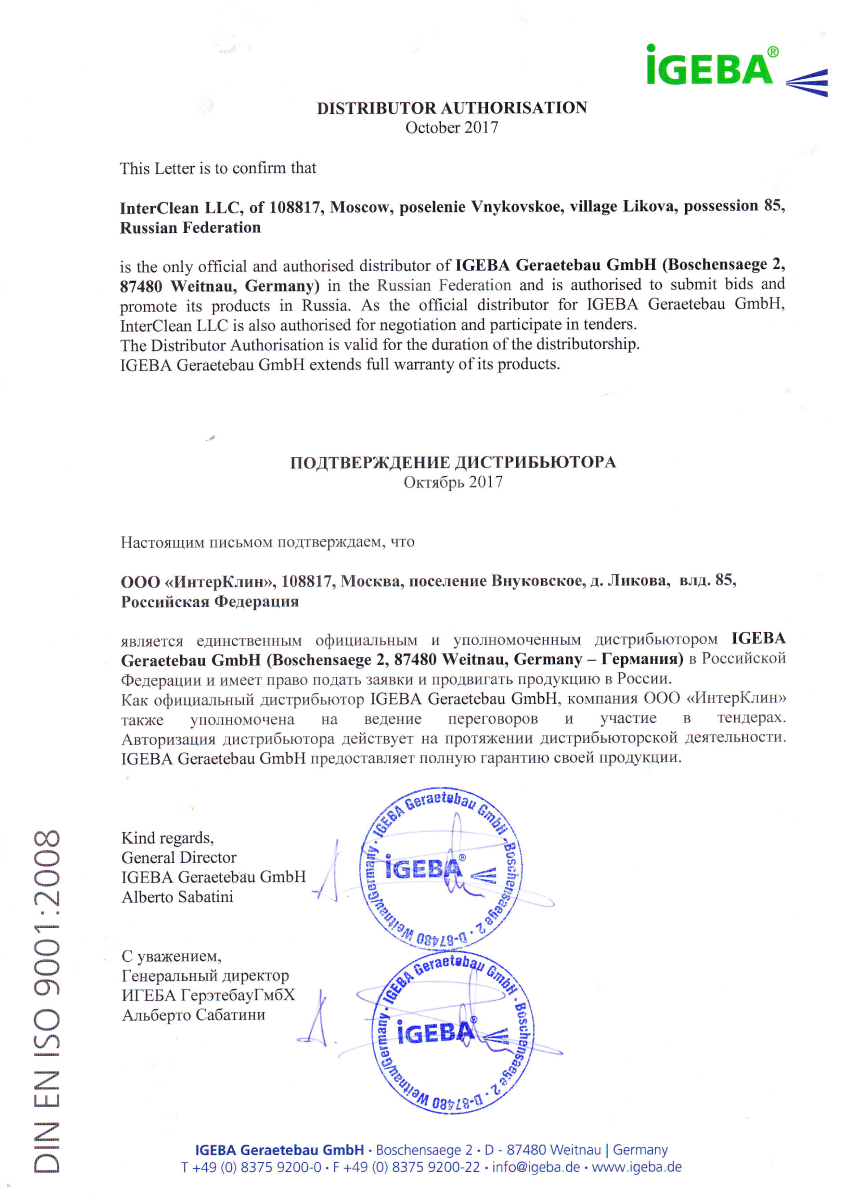 iGEBA®
DISTRIBUTOR AUTHORISATION
October 2017
This Letter is to confirm that
InterClean LLC, of 108817, Moscow, poselenie Vnykovskoe, village Likova, possession 85,
Russian Federation
is the only official and authorised distributor of IGEBA Geraetebau GmbH (Boschensaege 2,
87480 Weitnau, Germany) in the Russian Federation and is authorised to submit bids and
promote its products in Russia. As the official distributor for IGEBA Geraetebau GmbH,
InterClean LLC is also authorised for negotiation and participate in tenders.
The Distributor Authorisation is valid for the duration of the distributorship.
IGEBA Geraetebau GmbH extends full warranty of its products.
ПОДТВЕРЖДЕНИЕ ДИСТРИБЬЮТОРА
Октябрь 2017
Настоящим письмом подтверждаем, что
ООО «ИнтерКлин», 108817, Москва, поселение Внуковское, д. Ликова, влд. 85,
Российская Федерация
является единственным официальным и уполномоченным дистрибьютором IGEBA
Geraetebau GmbH (Boschensaege 2, 87480 Weitnau, Germany – Германия) в Российской
Федерации и имеет право подать заявки и продвигать продукцию в России.
Как официальный дистрибьютор IGEBA Geraetebau GmbH, компания ООО «ИнтерКлин»
также уполномочена на ведение переговоров и участие в тендерах.
Авторизация дистрибьютора действует на протяжении дистрибьюторской деятельности.
IGEBA Geraetebau GmbH предоставляет полную гарантию своей продукции.
Kind regards,
General Director
IGEBA Geraetebau GmbH
Alberto Sabatini
IGEBA Geraetebau GmbH · Boschensaege 2 · D-87480 Weitnau/Germany ·
iGEBA®
С уважением,
Генеральный директор
ИГЕБА ГерэтебауГмбХ
Альберто Сабатини
IGEBA Geraetebau GmbH · Boschensaege 2 · D-87480 Weitnau/Germany ·
iGEBA®
DIN EN ISO 9001:2008
IGEBA Geraetebau GmbH · Boschensaege 2 · D - 87480 Weitnau | Germany
T +49 (0) 8375 9200-0 · F +49 (0) 8375 9200-22 · info@igeba.de · www.igeba.de